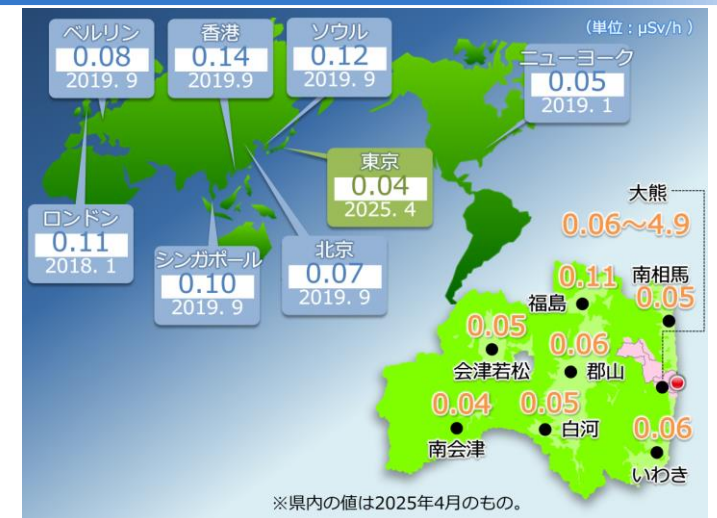 (単位：μSv/h )
ベルリン
0.08
2019. 9
香港
0.14
2019.9
ソウル
0.12
2019. 9
ニューヨーク
0.05
2019. 1
東京
0.04
2025. 4
ロンドン
0.11
2018. 1
シンガポール
0.10
2019. 9
北京
0.07
2019. 9
大熊
0.06～4.9
0.11
福島
南相馬
0.05
0.05
会津若松
0.06
郡山
0.04
南会津
0.05
白河
0.06
いわき
※県内の値は2025年4月のもの。